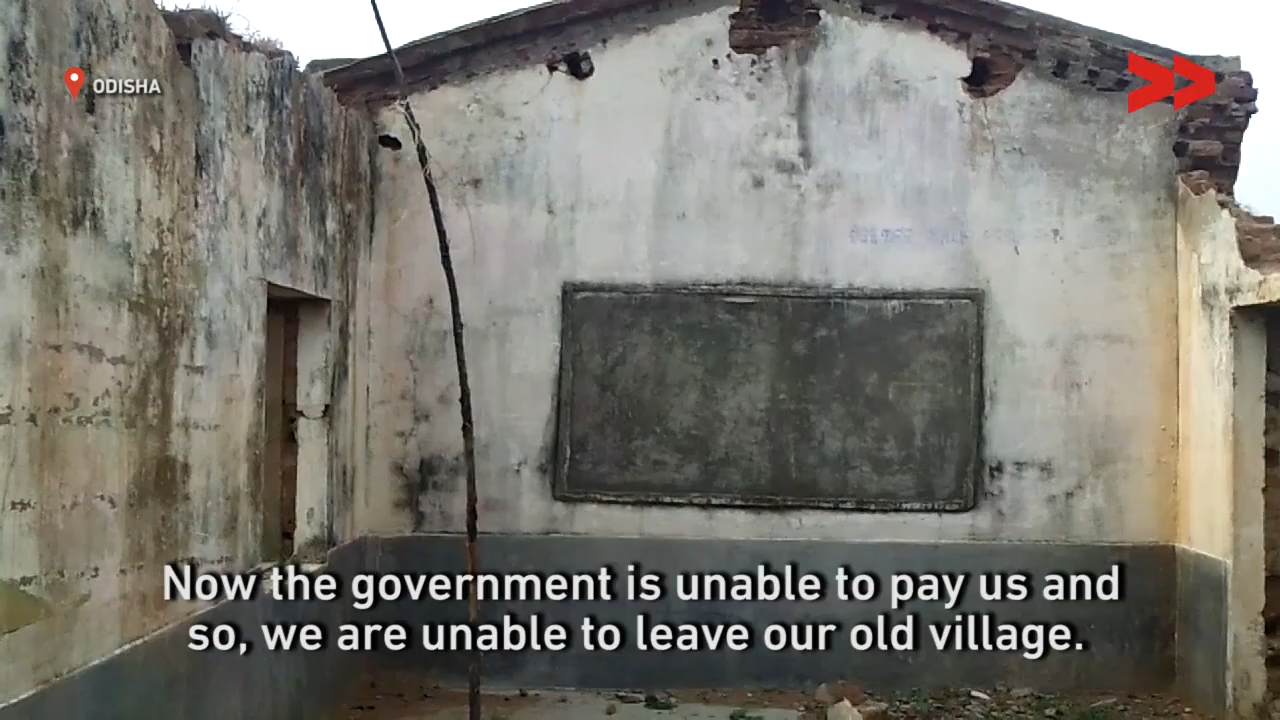 ODISHA
Now the government is unable to pay us and
so, we are unable to leave our old village.